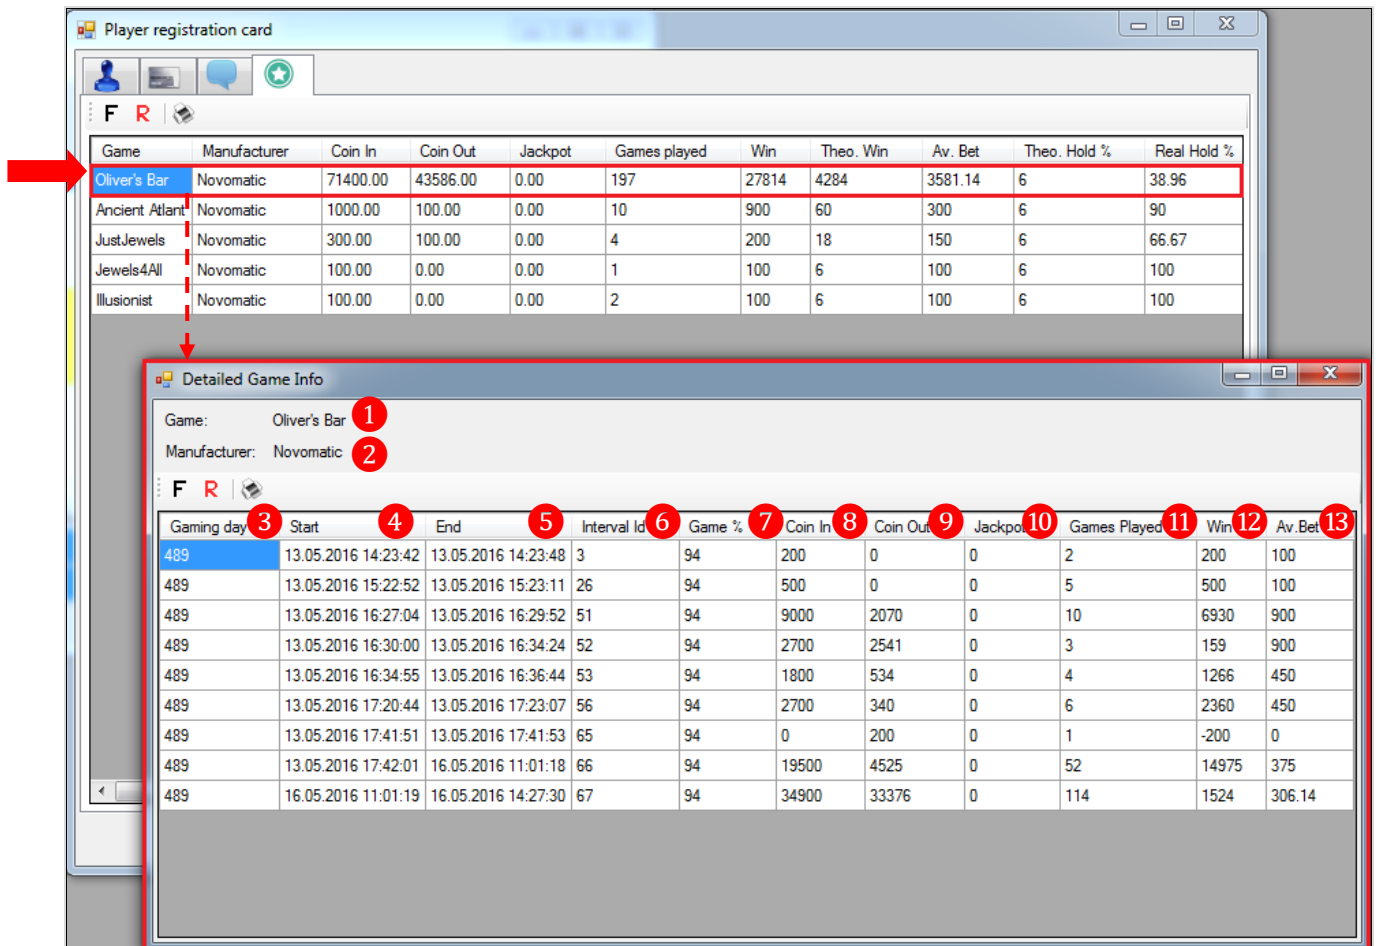 Player registration card
F R
Game Manufacturer Coin In Coin Out Jackpot Games played Win Theo. Win Av. Bet Theo. Hold % Real Hold %
Oliver's Bar Novomatic 71400.00 43586.00 0.00 197 27814 4284 3581.14 6 38.96
Ancient Atlant Novomatic 1000.00 100.00 0.00 10 900 60 300 6 90
JustJewels Novomatic 300.00 100.00 0.00 4 200 18 150 6 66.67
Jewels4All Novomatic 100.00 0.00 0.00 1 100 6 100 6 100
Illusionist Novomatic 100.00 0.00 0.00 2 100 6 100 6 100
Detailed Game Info
Game: Oliver's Bar 1
Manufacturer: Novomatic 2
F R
Gaming day 3 Start 4 End 5 Interval Id 6 Game % 7 Coin In 8 Coin Out 9 Jackpot 10 Games Played 11 Win 12 Av.Bet 13
489 13.05.2016 14:23:42 13.05.2016 14:23:48 3 94 200 0 0 2 200 100
489 13.05.2016 15:22:52 13.05.2016 15:23:11 26 94 500 0 0 5 500 100
489 13.05.2016 16:27:04 13.05.2016 16:29:52 51 94 9000 2070 0 10 6930 900
489 13.05.2016 16:30:00 13.05.2016 16:34:24 52 94 2700 2541 0 3 159 900
489 13.05.2016 16:34:55 13.05.2016 16:36:44 53 94 1800 534 0 4 1266 450
489 13.05.2016 17:20:44 13.05.2016 17:23:07 56 94 2700 340 0 6 2360 450
489 13.05.2016 17:41:51 13.05.2016 17:41:53 65 94 0 200 0 1 -200 0
489 13.05.2016 17:42:01 16.05.2016 11:01:18 66 94 19500 4525 0 52 14975 375
489 16.05.2016 11:01:19 16.05.2016 14:27:30 67 94 34900 33376 0 114 1524 306.14